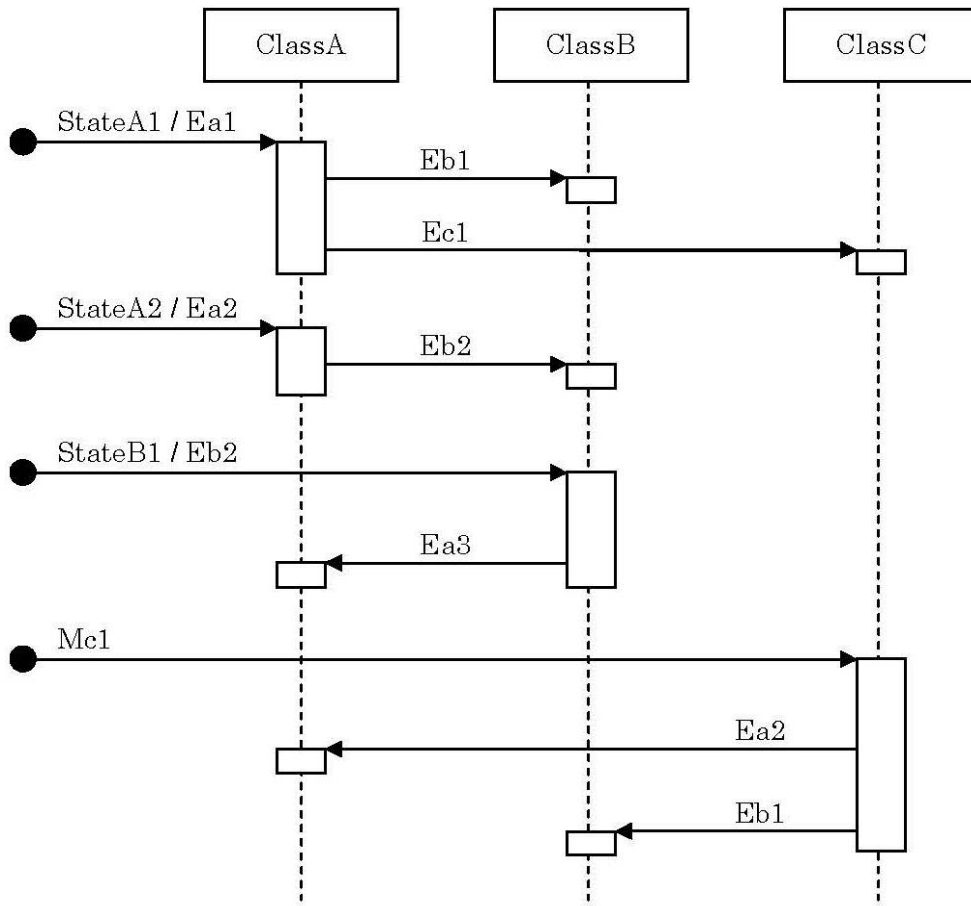 ClassA
ClassB
ClassC
StateA1 / Ea1
Eb1
Ec1
StateA2 / Ea2
Eb2
StateB1 / Eb2
Ea3
Mc1
Ea2
Eb1